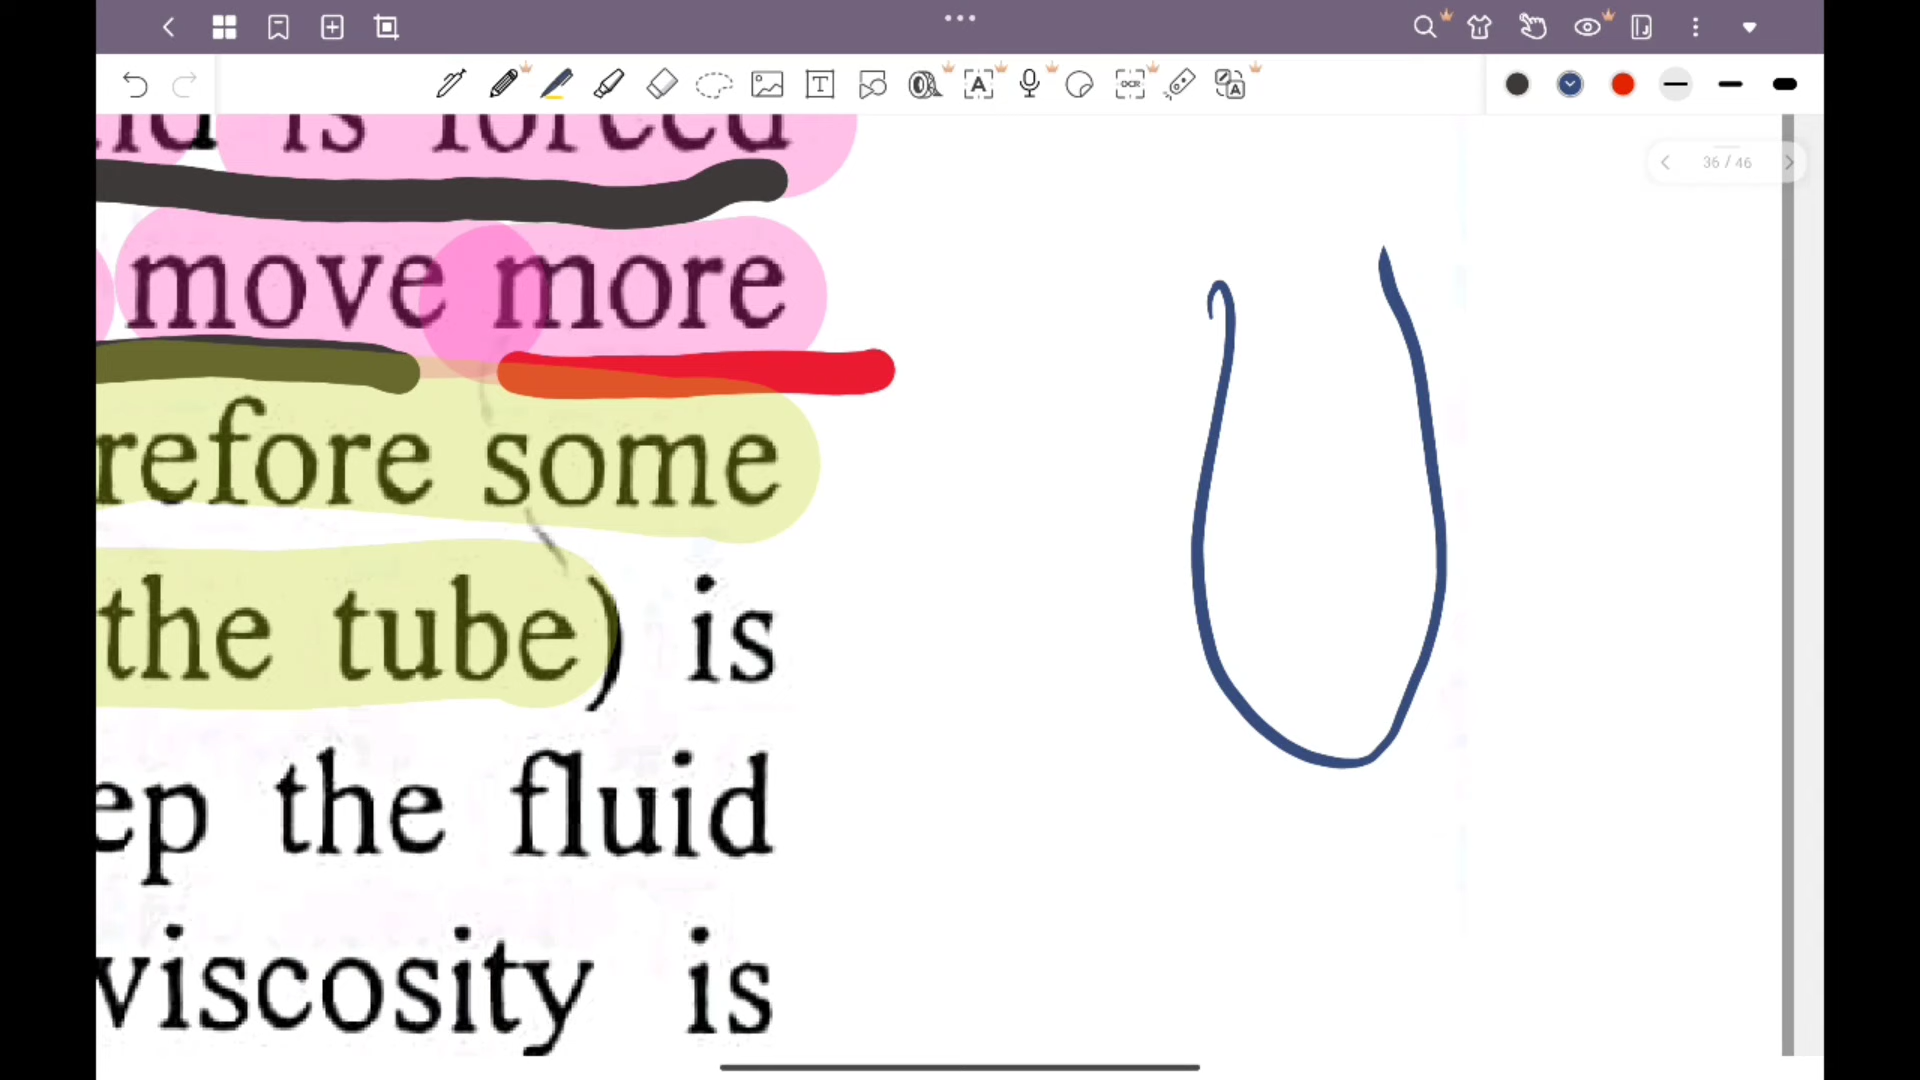 36 / 46
is forced
move more
refore some
the tube) is
ep the fluid
viscosity is